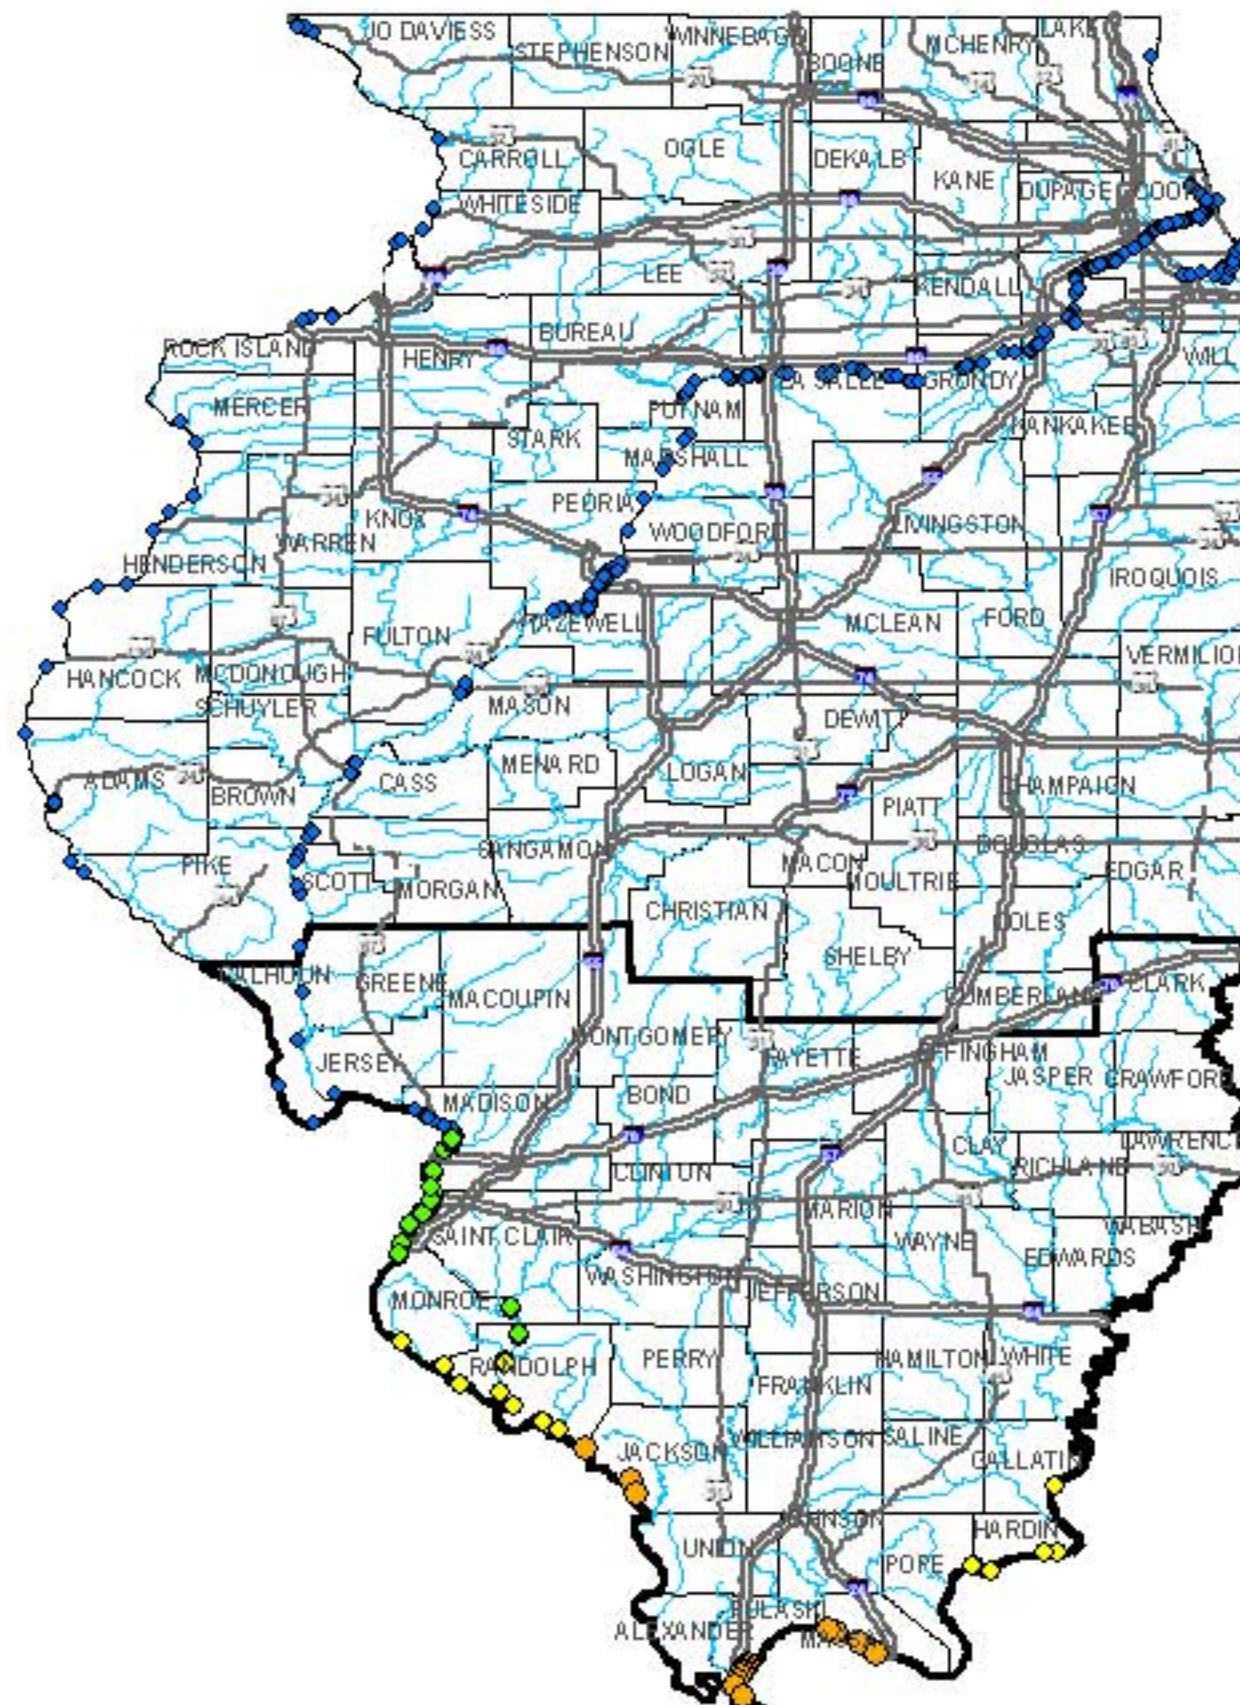 JO DAVIESS
STEPHENSON
WINNEBAGO
BOONE
MCHENRY
LAKE
CARROLL
OGLE
DEKALB
KANE
DUPAGE
COOK
WHITESIDE
LEE
KENDALL
ROCK ISLAND
HENRY
BUREAU
LA SALLE
GRUNDY
WILL
MERCER
PUTNAM
STARK
MARSHALL
KANKAKEE
KNOX
PEORIA
WOODFORD
LIVINGSTON
WARREN
HENDERSON
IROQUOIS
FULTON
TAZEWELL
MCLEAN
FORD
HANCOCK
MCDONOUGH
VERMILION
SCHUYLER
MASON
DEWITT
ADAMS
BROWN
CASS
MENARD
LOGAN
PIATT
CHAMPAIGN
PIKE
SCOTT
MORGAN
SANGAMON
MACON
MOULTRIE
DOUGLAS
EDGAR
CHRISTIAN
SHELBY
COLES
CALHOUN
GREENE
MACOUPIN
CUMBERLAND
CLARK
MONTGOMERY
JERSEY
FAYETTE
EFFINGHAM
JASPER
CRAWFORD
MADISON
BOND
CLAY
RICHLAND
LAWRENCE
CLINTON
MARION
SAINT CLAIR
WAYNE
EDWARDS
WABASH
WASHINGTON
JEFFERSON
MONROE
RANDOLPH
PERRY
HAMILTON
WHITE
FRANKLIN
JACKSON
WILLIAMSON
SALINE
GALLATIN
UNION
JOHNSON
HARDIN
POPE
ALEXANDER
PULASKI